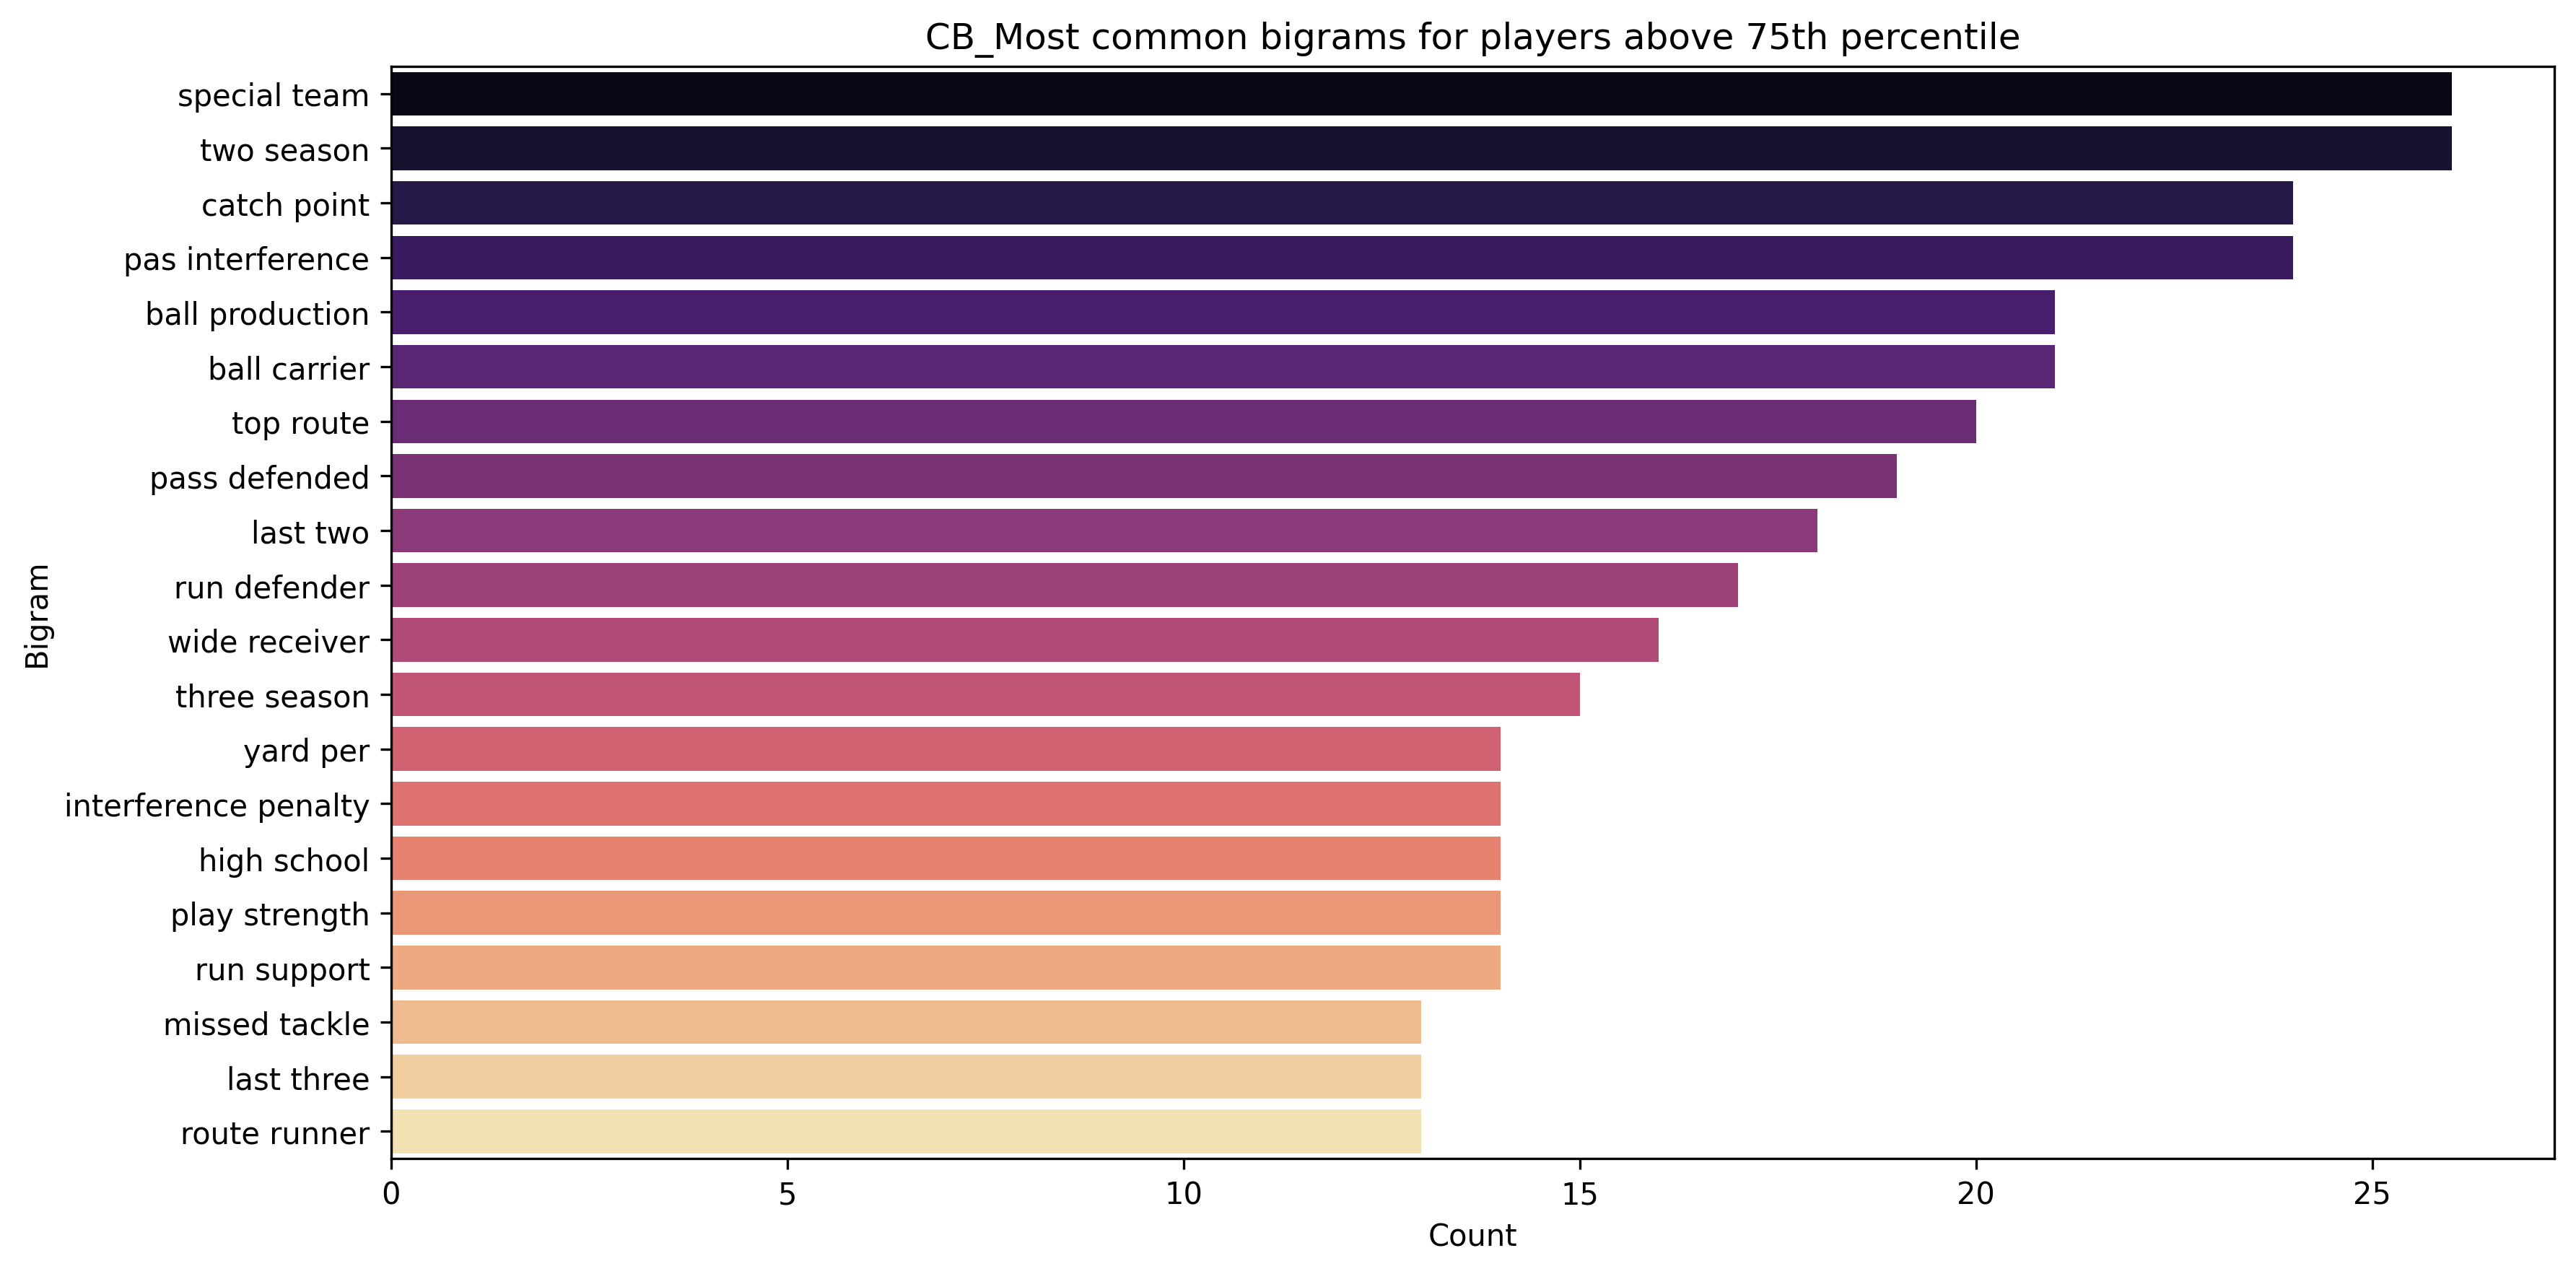 CB_Most common bigrams for players above 75th percentile
special team
two season
catch point
pas interference
ball production
ball carrier
top route
pass defended
last two
run defender
wide receiver
three season
yard per
interference penalty
high school
play strength
run support
missed tackle
last three
route runner
Bigram
0 5 10 15 20 25
Count